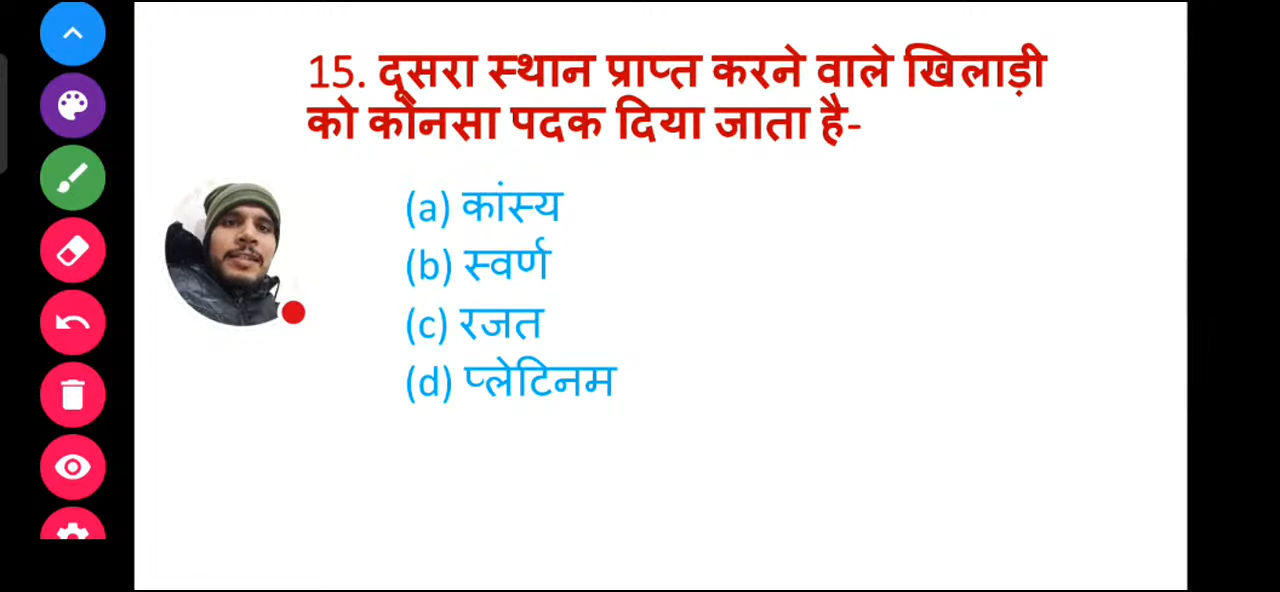 15. दूसरा स्थान प्राप्त करने वाले खिलाड़ी
को कोंनसा पदक दिया जाता है-
(a) कांस्य
(b) स्वर्ण
(c) रजत
(d) प्लेटिनम